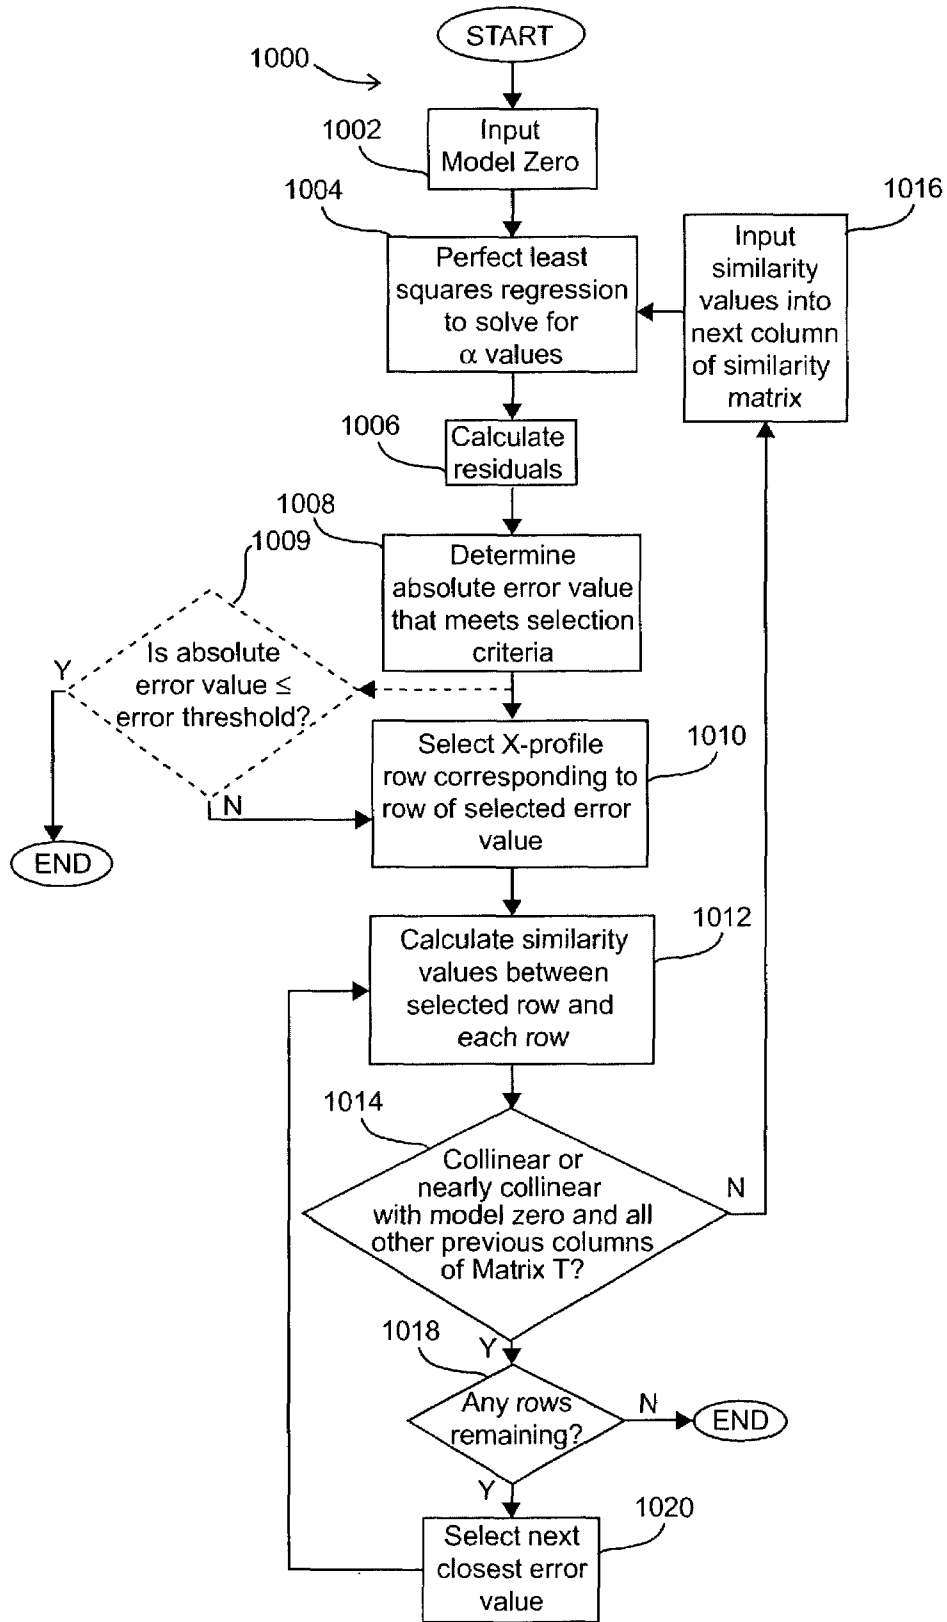 START
1000
1002
Input
Model Zero
1004
Perfect least
squares regression
to solve for
α values
1016
Input
similarity
values into
next column
of similarity
matrix
1006
Calculate
residuals
1008
Determine
absolute error value
that meets selection
criteria
1009
Is absolute
error value ≤
error threshold?
Y
N
END
1010
Select X-profile
row corresponding to
row of selected error
value
1012
Calculate similarity
values between
selected row and
each row
1014
Collinear or
nearly collinear
with model zero and all
other previous columns
of Matrix T?
N
Y
1018
Any rows
remaining?
N
END
Y
1020
Select next
closest error
value